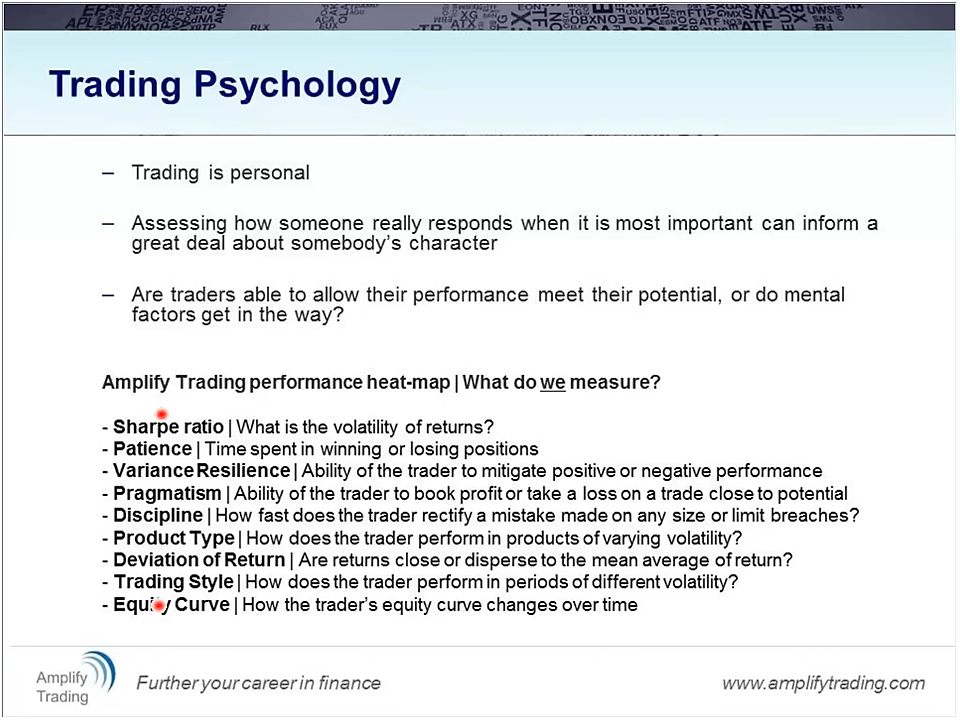 Trading Psychology
– Trading is personal
– Assessing how someone really responds when it is most important can inform a
great deal about somebody's character
– Are traders able to allow their performance meet their potential, or do mental
factors get in the way?
Amplify Trading performance heat-map | What do we measure?
- Sharpe ratio | What is the volatility of returns?
- Patience | Time spent in winning or losing positions
- Variance Resilience | Ability of the trader to mitigate positive or negative performance
- Pragmatism | Ability of the trader to book profit or take a loss on a trade close to potential
- Discipline | How fast does the trader rectify a mistake made on any size or limit breaches?
- Product Type | How does the trader perform in products of varying volatility?
- Deviation of Return | Are returns close or disperse to the mean average of return?
- Trading Style | How does the trader perform in periods of different volatility?
- Equity Curve | How the trader's equity curve changes over time
Amplify
Trading
Further your career in finance
www.amplifytrading.com